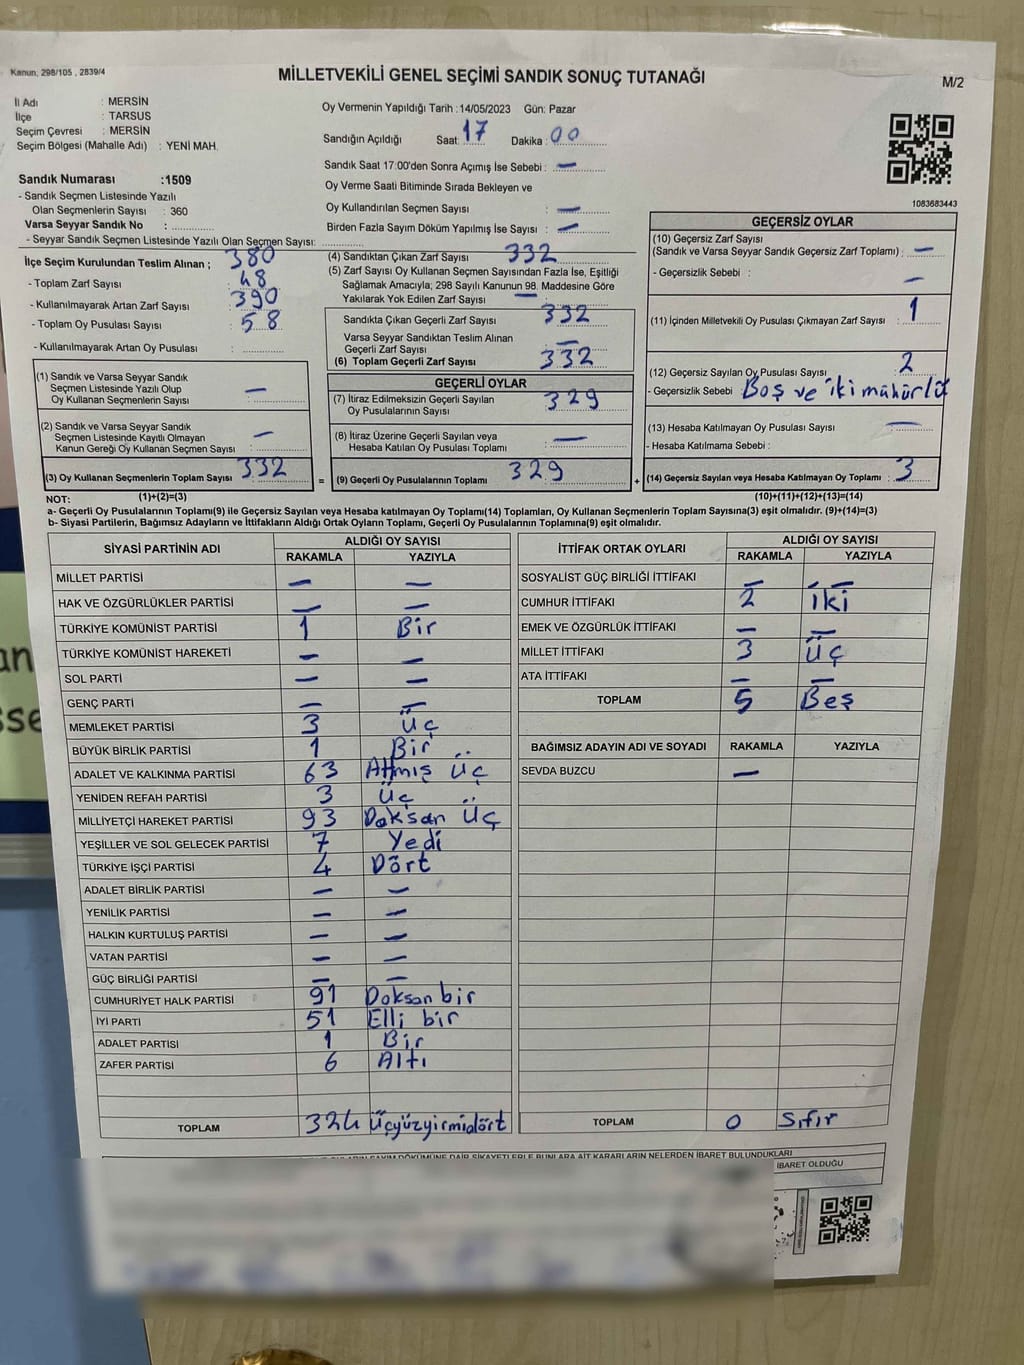 Kanun, 298/105 , 2839/4
MİLLETVEKİLİ GENEL SEÇİMİ SANDIK SONUÇ TUTANAĞI
M/2
İl Adı : MERSİN
İlçe : TARSUS
Seçim Çevresi : MERSİN
Seçim Bölgesi (Mahalle Adı) : YENİ MAH.
Sandık Numarası :1509
- Sandık Seçmen Listesinde Yazılı
Olan Seçmenlerin Sayısı : 360
Varsa Seyyar Sandık No :
- Seyyar Sandık Seçmen Listesinde Yazılı Olan Seçmen Sayısı:
Oy Vermenin Yapıldığı Tarih :14/05/2023 Gün: Pazar
Sandığın Açıldığı Saat: 17 Dakika : 00
Sandık Saat 17:00'den Sonra Açımış İse Sebebi : —
Oy Verme Saati Bitiminde Sırada Bekleyen ve
Oy Kullandırılan Seçmen Sayısı —
Birden Fazla Sayım Döküm Yapılmış İse Sayısı : —
1083683443
İlçe Seçim Kurulundan Teslim Alınan ;
- Toplam Zarf Sayısı : 380
- Kullanılmayarak Artan Zarf Sayısı : 48
- Toplam Oy Pusulası Sayısı : 390
- Kullanılmayarak Artan Oy Pusulası : 58
(1) Sandık ve Varsa Seyyar Sandık
Seçmen Listesinde Yazılı Olup
Oy Kullanan Seçmenlerin Sayısı : —
(2) Sandık ve Varsa Seyyar Sandık
Seçmen Listesinde Kayıtlı Olmayan
Kanun Gereği Oy Kullanan Seçmen Sayısı : —
(3) Oy Kullanan Seçmenlerin Toplam Sayısı : 332
(4) Sandıktan Çıkan Zarf Sayısı 332
(5) Zarf Sayısı Oy Kullanan Seçmen Sayısından Fazla İse, Eşitliği
Sağlamak Amacıyla; 298 Sayılı Kanunun 98. Maddesine Göre
Yakılarak Yok Edilen Zarf Sayısı —
Sandıkta Çıkan Geçerli Zarf Sayısı 332
Varsa Seyyar Sandıktan Teslim Alınan
Geçerli Zarf Sayısı —
(6) Toplam Geçerli Zarf Sayısı 332
GEÇERLİ OYLAR
(7) İtiraz Edilmeksizin Geçerli Sayılan
Oy Pusulalarının Sayısı : 329
(8) İtiraz Üzerine Geçerli Sayılan veya
Hesaba Katılan Oy Pusulası Toplamı : —
= (9) Geçerli Oy Pusulalarının Toplamı 329 +
GEÇERSİZ OYLAR
(10) Geçersiz Zarf Sayısı
(Sandık ve Varsa Seyyar Sandık Geçersiz Zarf Toplamı) : —
- Geçersizlik Sebebi : —
(11) İçinden Milletvekili Oy Pusulası Çıkmayan Zarf Sayısı : 1
(12) Geçersiz Sayılan Oy Pusulası Sayısı : 2
- Geçersizlik Sebebi : Boş ve iki mühürlü
(13) Hesaba Katılmayan Oy Pusulası Sayısı : —
- Hesaba Katılmama Sebebi :
(14) Geçersiz Sayılan veya Hesaba Katılmayan Oy Toplamı : 3
NOT: (1)+(2)=(3)
(10)+(11)+(12)+(13)=(14)
a- Geçerli Oy Pusulalarının Toplamı(9) ile Geçersiz Sayılan veya Hesaba Katılmayan Oy Toplamı(14) Toplamları, Oy Kullanan Seçmenlerin Toplam Sayısına(3) eşit olmalıdır. (9)+(14)=(3)
b- Siyasi Partilerin, Bağımsız Adayların ve İttifakların Aldığı Ortak Oyların Toplamı, Geçerli Oy Pusulalarının Toplamına(9) eşit olmalıdır.
SİYASİ PARTİNİN ADI ALDIĞI OY SAYISI
RAKAMLA YAZIYLA
MİLLET PARTİSİ — —
HAK VE ÖZGÜRLÜKLER PARTİSİ — —
TÜRKİYE KOMÜNİST PARTİSİ 1 Bir
TÜRKİYE KOMÜNİST HAREKETİ — —
SOL PARTİ — —
GENÇ PARTİ — —
MEMLEKET PARTİSİ 3 Üç
BÜYÜK BİRLİK PARTİSİ 1 Bir
ADALET VE KALKINMA PARTİSİ 63 Atmış Üç
YENİDEN REFAH PARTİSİ 3 Üç
MİLLİYETÇİ HAREKET PARTİSİ 93 Doksan Üç
YEŞİLLER VE SOL GELECEK PARTİSİ 7 Yedi
TÜRKİYE İŞÇİ PARTİSİ 4 Dört
ADALET BİRLİK PARTİSİ — —
YENİLİK PARTİSİ — —
HALKIN KURTULUŞ PARTİSİ — —
VATAN PARTİSİ — —
GÜÇ BİRLİĞİ PARTİSİ — —
CUMHURİYET HALK PARTİSİ 91 Doksan bir
İYİ PARTİ 51 Elli bir
ADALET PARTİSİ 1 Bir
ZAFER PARTİSİ 6 Altı
TOPLAM 324 Üçyüzyirmidört
İTTİFAK ORTAK OYLARI ALDIĞI OY SAYISI
RAKAMLA YAZIYLA
SOSYALİST GÜÇ BİRLİĞİ İTTİFAKI — —
CUMHUR İTTİFAKI 2 İki
EMEK VE ÖZGÜRLÜK İTTİFAKI — —
MİLLET İTTİFAKI 3 Üç
ATA İTTİFAKI — —
TOPLAM 5 Beş
BAĞIMSIZ ADAYIN ADI VE SOYADI RAKAMLA YAZIYLA
SEVDA BUZCU —
TOPLAM 0 Sıfır
SAYIM DÖKÜMÜNE DAİR ŞİKAYETLERLE BUNLARA AİT KARARLARIN NELERDEN İBARET BULUNDUKLARI
İBARET OLDUĞU
an
sse